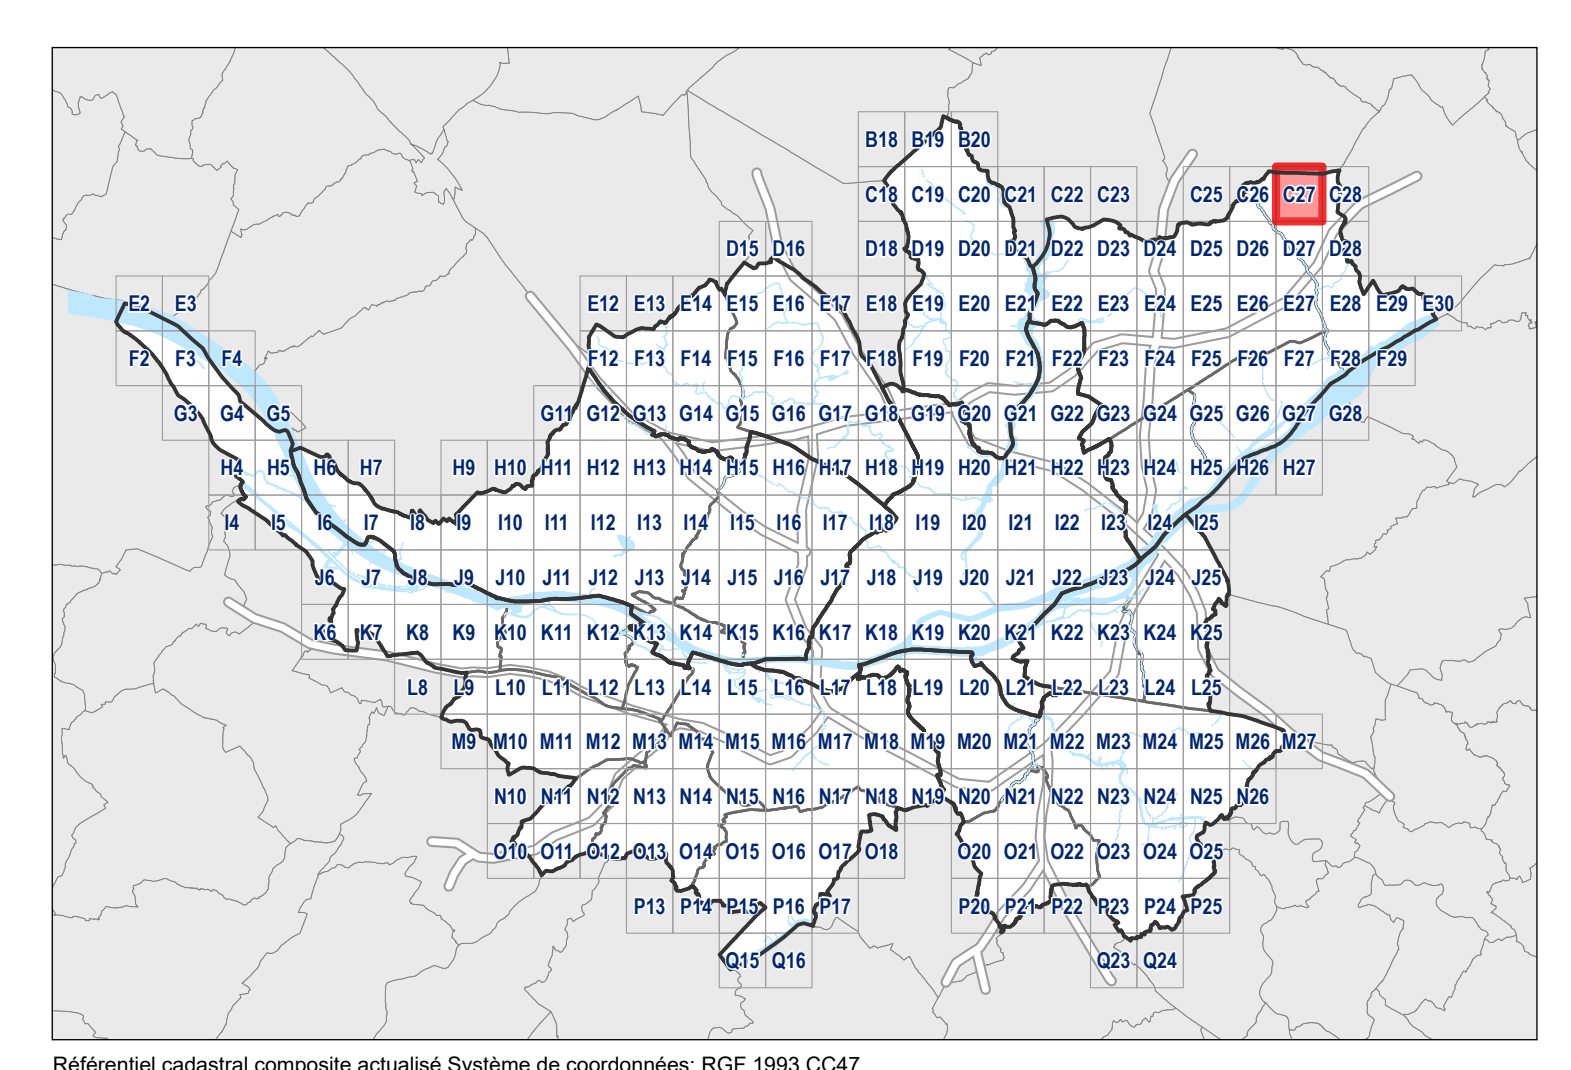 B18 B19 B20
C18 C19 C20 C21 C22 C23 C25 C26 C27 C28
D15 D16 D18 D19 D20 D21 D22 D23 D24 D25 D26 D27 D28
E2 E3 E12 E13 E14 E15 E16 E17 E18 E19 E20 E21 E22 E23 E24 E25 E26 E27 E28 E29 E30
F2 F3 F4 F12 F13 F14 F15 F16 F17 F18 F19 F20 F21 F22 F23 F24 F25 F26 F27 F28 F29
G3 G4 G5 G11 G12 G13 G14 G15 G16 G17 G18 G19 G20 G21 G22 G23 G24 G25 G26 G27 G28
H4 H5 H6 H7 H9 H10 H11 H12 H13 H14 H15 H16 H17 H18 H19 H20 H21 H22 H23 H24 H25 H26 H27
I4 I5 I6 I7 I8 I9 I10 I11 I12 I13 I14 I15 I16 I17 I18 I19 I20 I21 I22 I23 I24 I25
J6 J7 J8 J9 J10 J11 J12 J13 J14 J15 J16 J17 J18 J19 J20 J21 J22 J23 J24 J25
K6 K7 K8 K9 K10 K11 K12 K13 K14 K15 K16 K17 K18 K19 K20 K21 K22 K23 K24 K25
L8 L9 L10 L11 L12 L13 L14 L15 L16 L17 L18 L19 L20 L21 L22 L23 L24 L25
M9 M10 M11 M12 M13 M14 M15 M16 M17 M18 M19 M20 M21 M22 M23 M24 M25 M26 M27
N10 N11 N12 N13 N14 N15 N16 N17 N18 N19 N20 N21 N22 N23 N24 N25 N26
O10 O11 O12 O13 O14 O15 O16 O17 O18 O20 O21 O22 O23 O24 O25
P13 P14 P15 P16 P17 P20 P21 P22 P23 P24 P25
Q15 Q16 Q23 Q24
Référentiel cadastral composite actualisé Système de coordonnées: RGF 1993 CC47